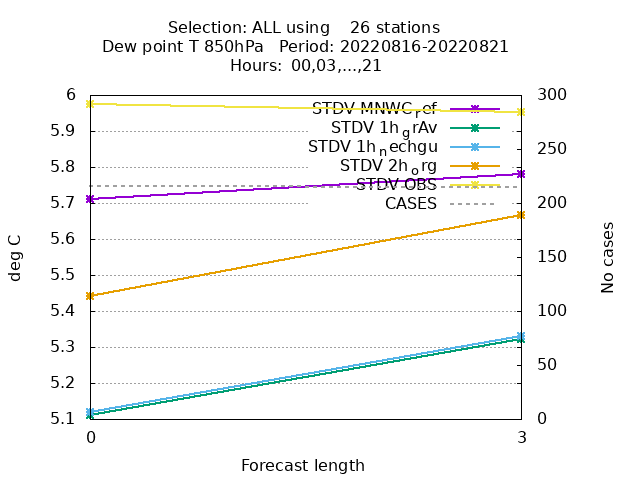 Selection: ALL using 26 stations
Dew point T 850hPa Period: 20220816-20220821
Hours: 00,03,...,21
6 300
STDV MNWC_ref
5.9
STDV 1h_grAv
250
STDV 1h_nechgu
5.8
STDV 2h_org
STDV OBS
5.7 200
CASES
5.6
150
5.5
5.4 100
5.3
50
5.2
5.1 0
0 3
deg C
No cases
Forecast length